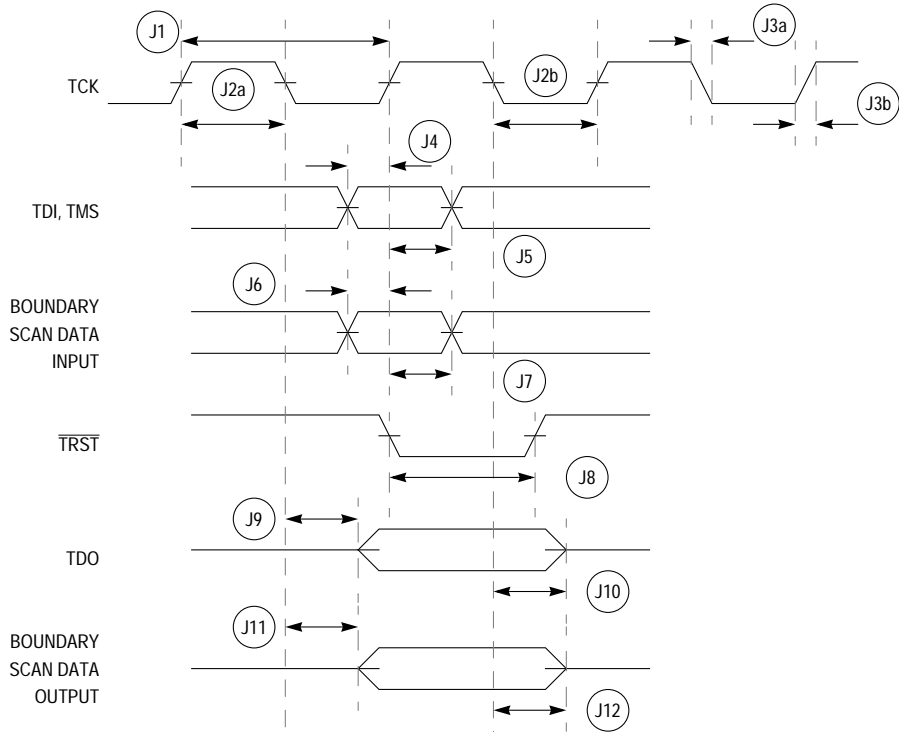 J1
J3a
TCK
J2a
J2b
J3b
J4
TDI, TMS
J5
J6
BOUNDARY
SCAN DATA
INPUT
J7
TRST
J8
J9
TDO
J10
J11
BOUNDARY
SCAN DATA
OUTPUT
J12